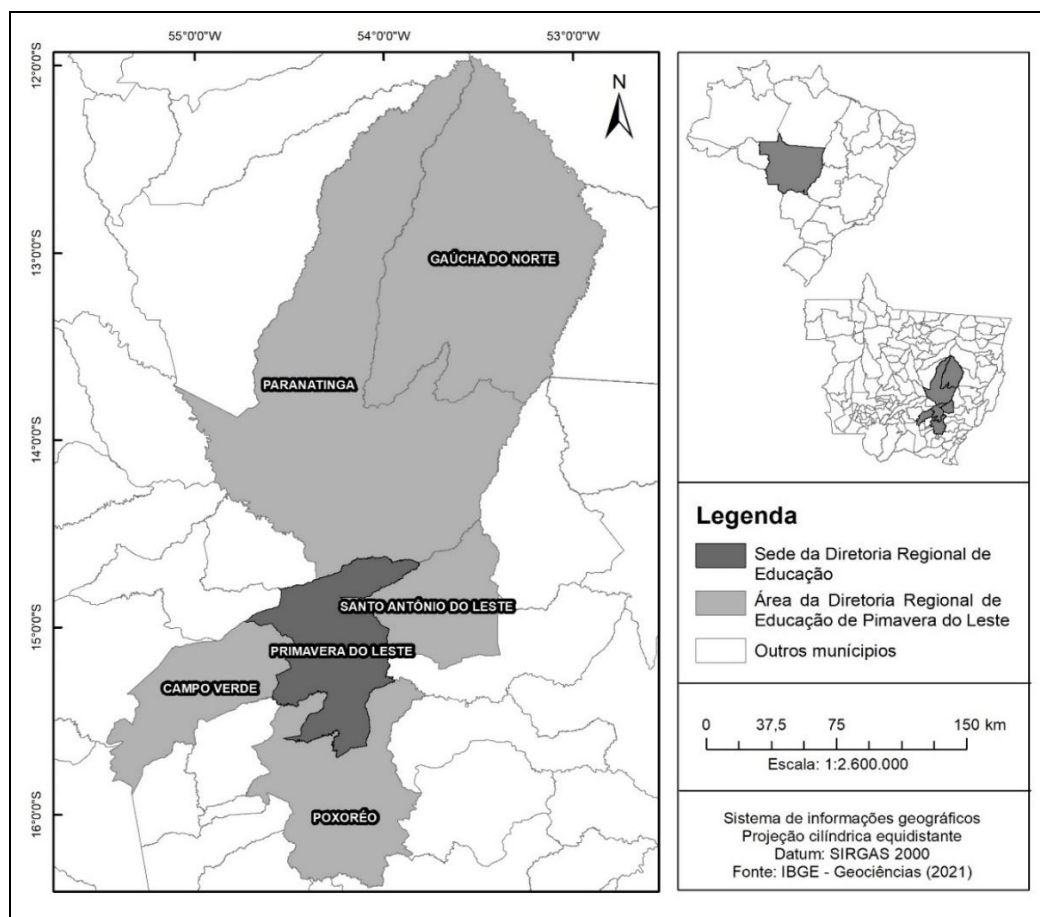 55°0'0"W
54°0'0"W
53°0'0"W
12°0'0"S
13°0'0"S
14°0'0"S
15°0'0"S
16°0'0"S
N
GAÚCHA DO NORTE
PARANATINGA
SANTO ANTÓNIO DO LESTE
PRIMAVERA DO LESTE
CAMPO VERDE
POXORÉO
Legenda
Sede da Diretoria Regional de
Educação
Área da Diretoria Regional de
Educação de Pimavera do Leste
Outros munícipios
0 37,5 75 150 km
Escala: 1:2.600.000
Sistema de informações geográficos
Projeção cilíndrica equidistante
Datum: SIRGAS 2000
Fonte: IBGE - Geociências (2021)